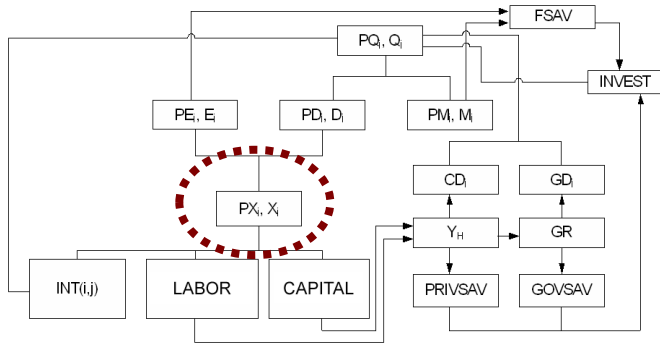 FSAV
PQᵢ, Qᵢ
INVEST
PEᵢ, Eᵢ
PDᵢ, Dᵢ
PMᵢ, Mᵢ
CDᵢ
GDᵢ
PXᵢ, Xᵢ
Y_H
GR
INT(i,j)
LABOR
CAPITAL
PRIVSAV
GOVSAV